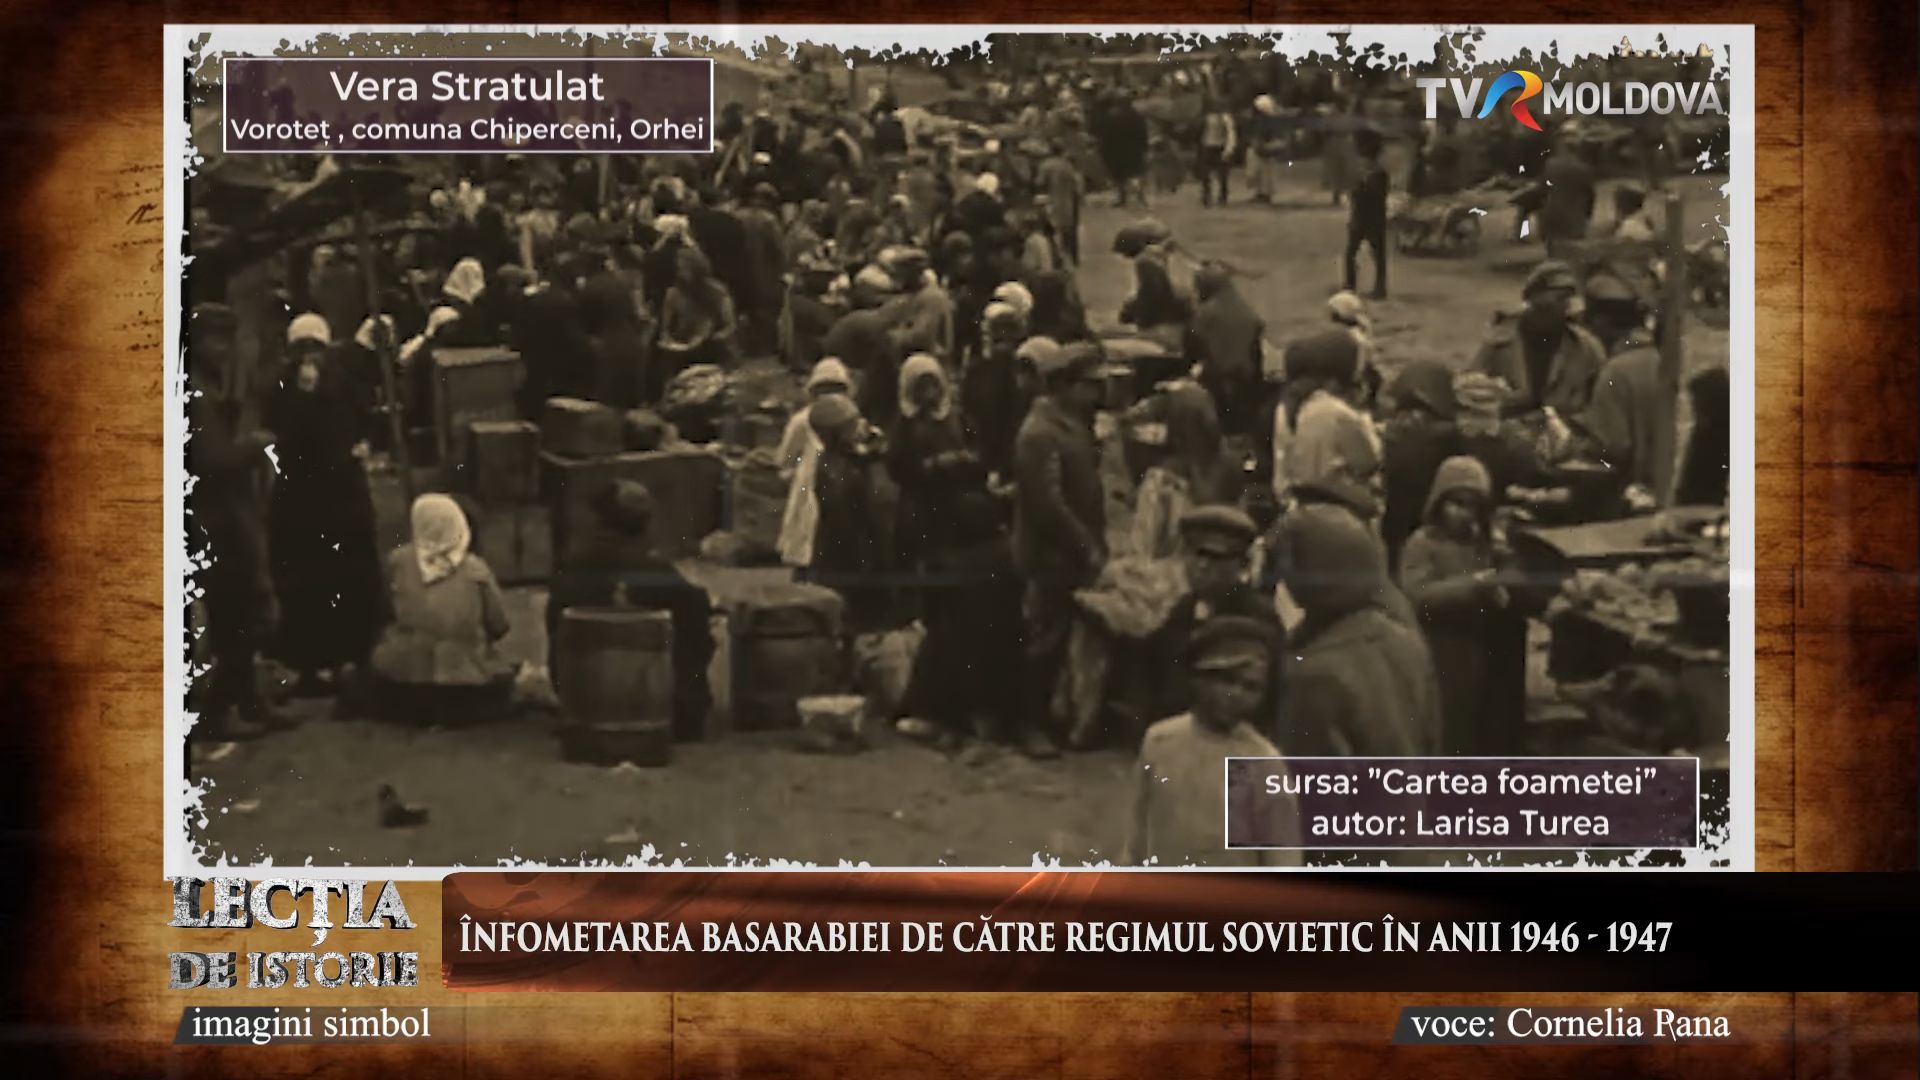 Vera Stratulat
Voroteț , comuna Chiperceni, Orhei
TVR MOLDOVA
sursa: ”Cartea foametei”
autor: Larisa Turea
LECȚIA
DE ISTORIE
ÎNFOMETAREA BASARABIEI DE CĂTRE REGIMUL SOVIETIC ÎN ANII 1946 - 1947
imagini simbol
voce: Cornelia Rana